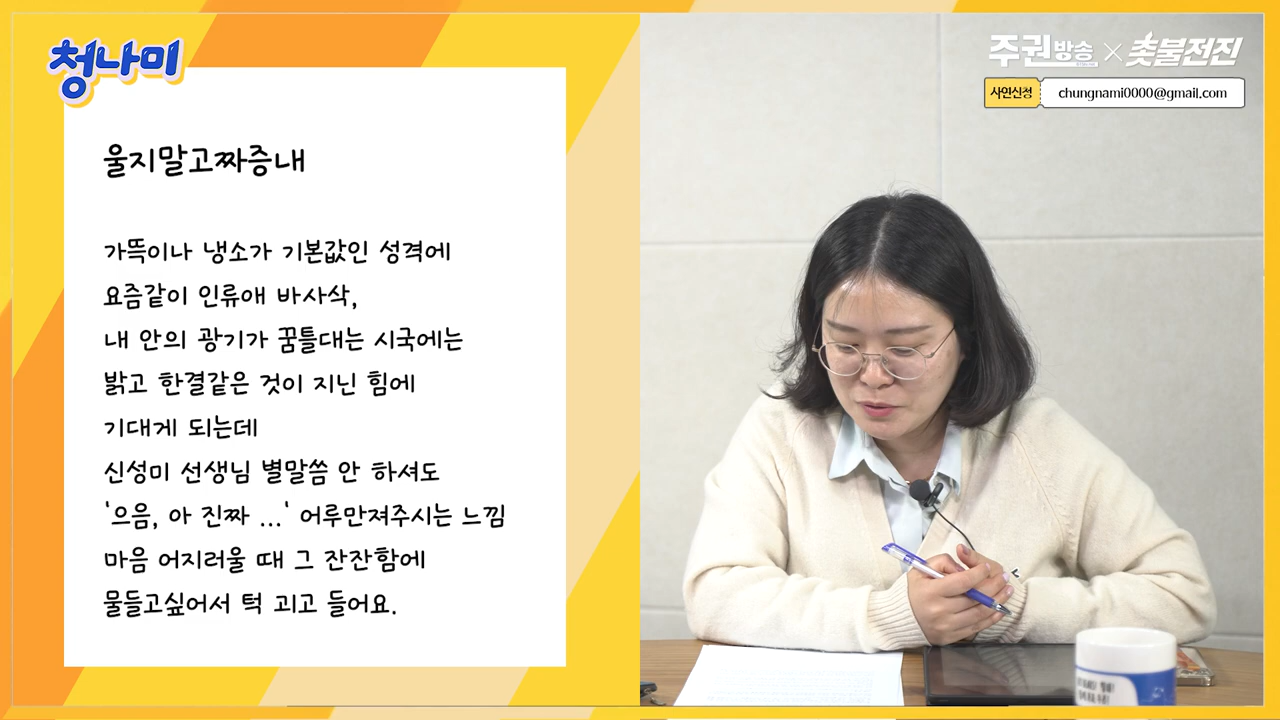 청나미
주권방송 × 촛불전진
사연신청 chungnami0000@gmail.com
울지말고짜증내
가뜩이나 냉소가 기본값인 성격에
요즘같이 인류애 바사삭,
내 안의 광기가 꿈틀대는 시국에는
밝고 한결같은 것이 지닌 힘에
기대게 되는데
신성미 선생님 별말씀 안 하셔도
'으음, 아 진짜 ...' 어루만져주시는 느낌
마음 어지러울 때 그 잔잔함에
물들고싶어서 턱 괴고 들어요.